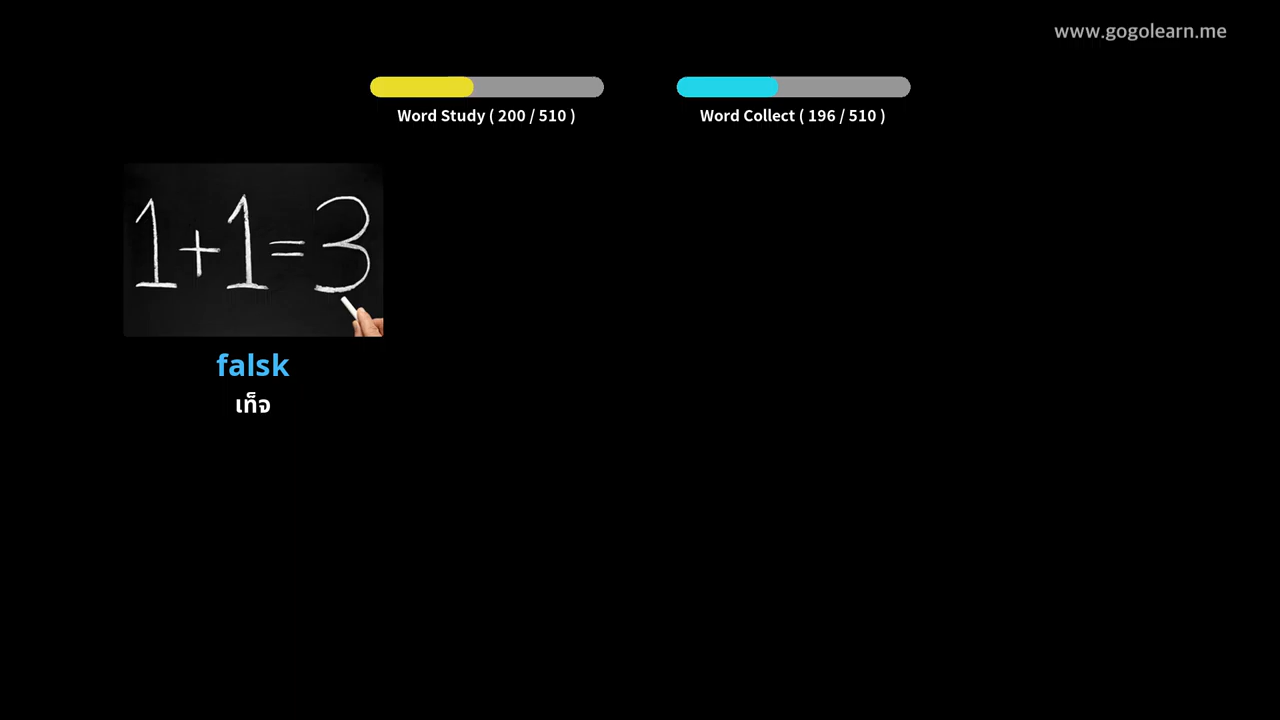 www.gogolearn.me
Word Study ( 200 / 510 )
Word Collect ( 196 / 510 )
1+1=3
falsk
เท็จ